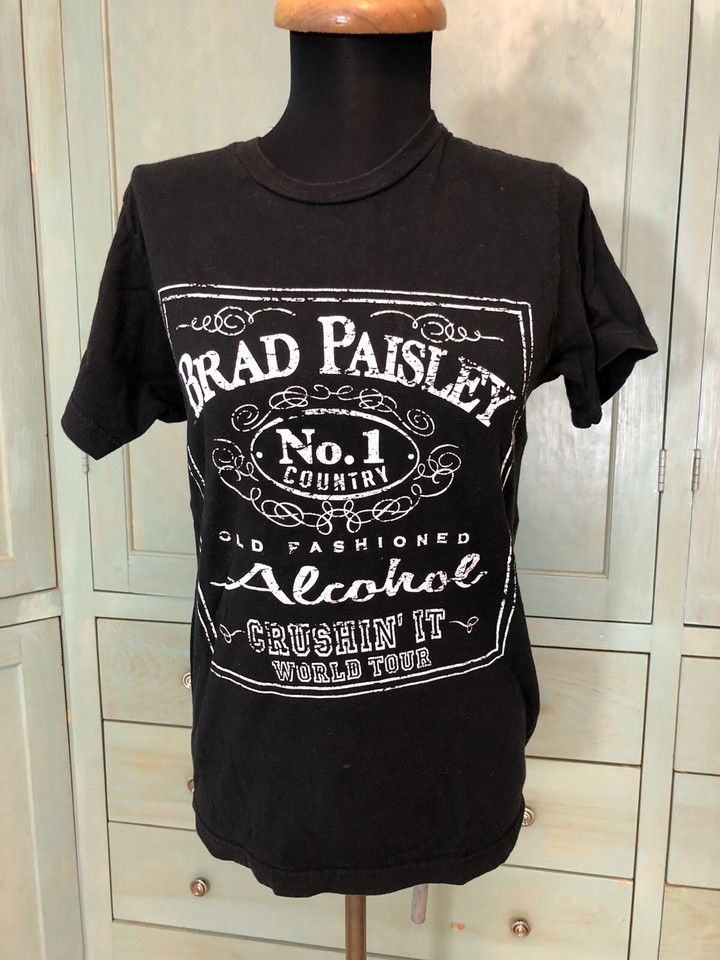 BRAD PAISLEY
No. 1
COUNTRY
OLD FASHIONED
Alcohol
CRUSHIN' IT
WORLD TOUR